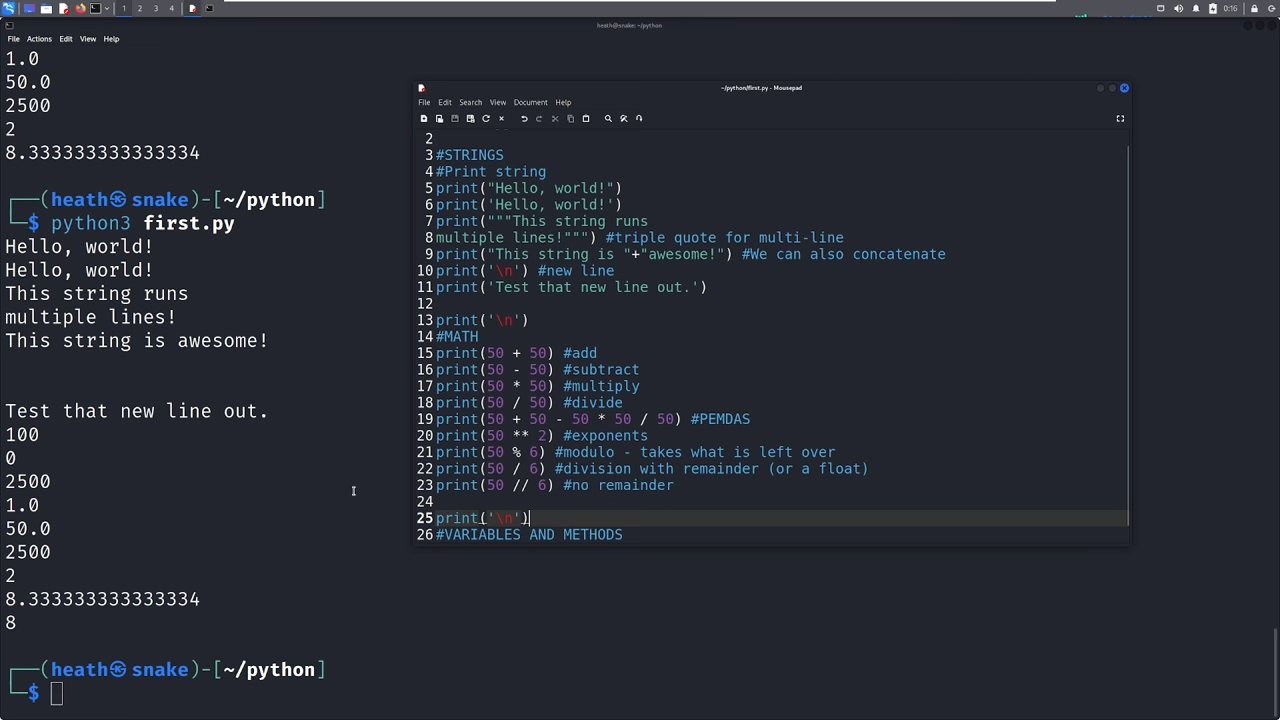 1 2 3 4
0:16
heath@snake: ~/python
File Actions Edit View Help
1.0
50.0
2500
2
8.333333333333334
┌──(heath㉿snake)-[~/python]
└─$ python3 first.py
Hello, world!
Hello, world!
This string runs
multiple lines!
This string is awesome!
Test that new line out.
100
0
2500
1.0
50.0
2500
2
8.333333333333334
8
┌──(heath㉿snake)-[~/python]
└─$
~/python/first.py - Mousepad
File Edit Search View Document Help
2
3 #STRINGS
4 #Print string
5 print("Hello, world!")
6 print('Hello, world!')
7 print("""This string runs
8 multiple lines!""") #triple quote for multi-line
9 print("This string is "+"awesome!") #We can also concatenate
10 print('\n') #new line
11 print('Test that new line out.')
12
13 print('\n')
14 #MATH
15 print(50 + 50) #add
16 print(50 - 50) #subtract
17 print(50 * 50) #multiply
18 print(50 / 50) #divide
19 print(50 + 50 - 50 * 50 / 50) #PEMDAS
20 print(50 ** 2) #exponents
21 print(50 % 6) #modulo - takes what is left over
22 print(50 / 6) #division with remainder (or a float)
23 print(50 // 6) #no remainder
24
25 print('\n')
26 #VARIABLES AND METHODS